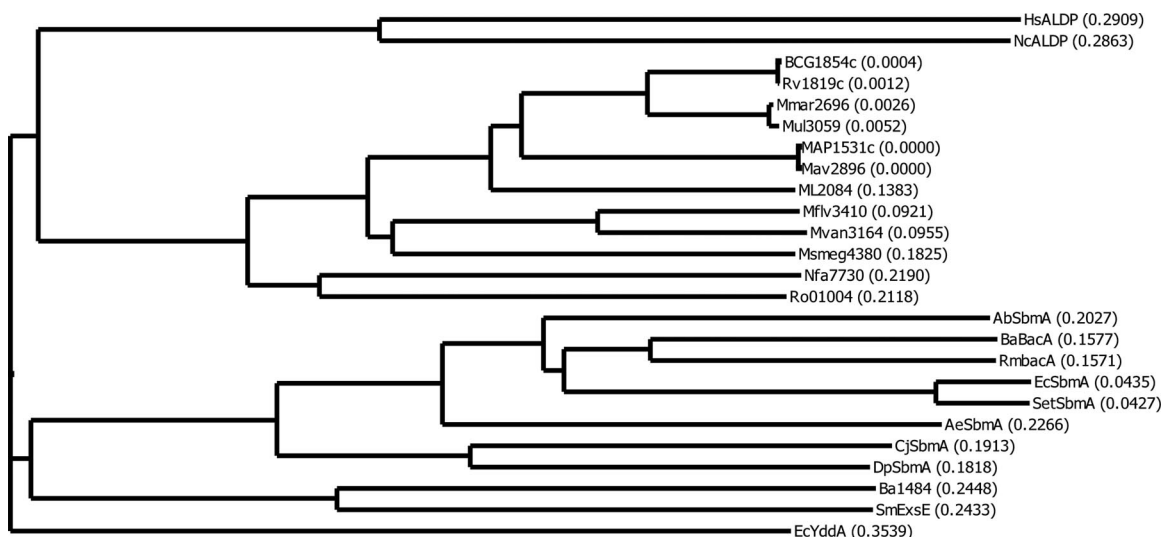 HsALDP (0.2909)
NcALDP (0.2863)
BCG1854c (0.0004)
Rv1819c (0.0012)
Mmar2696 (0.0026)
Mul3059 (0.0052)
MAP1531c (0.0000)
Mav2896 (0.0000)
ML2084 (0.1383)
Mflv3410 (0.0921)
Mvan3164 (0.0955)
Msmeg4380 (0.1825)
Nfa7730 (0.2190)
Ro01004 (0.2118)
AbSbmA (0.2027)
BaBacA (0.1577)
RmbacA (0.1571)
EcSbmA (0.0435)
SetSbmA (0.0427)
AeSbmA (0.2266)
CjSbmA (0.1913)
DpSbmA (0.1818)
Ba1484 (0.2448)
SmExsE (0.2433)
EcYddA (0.3539)